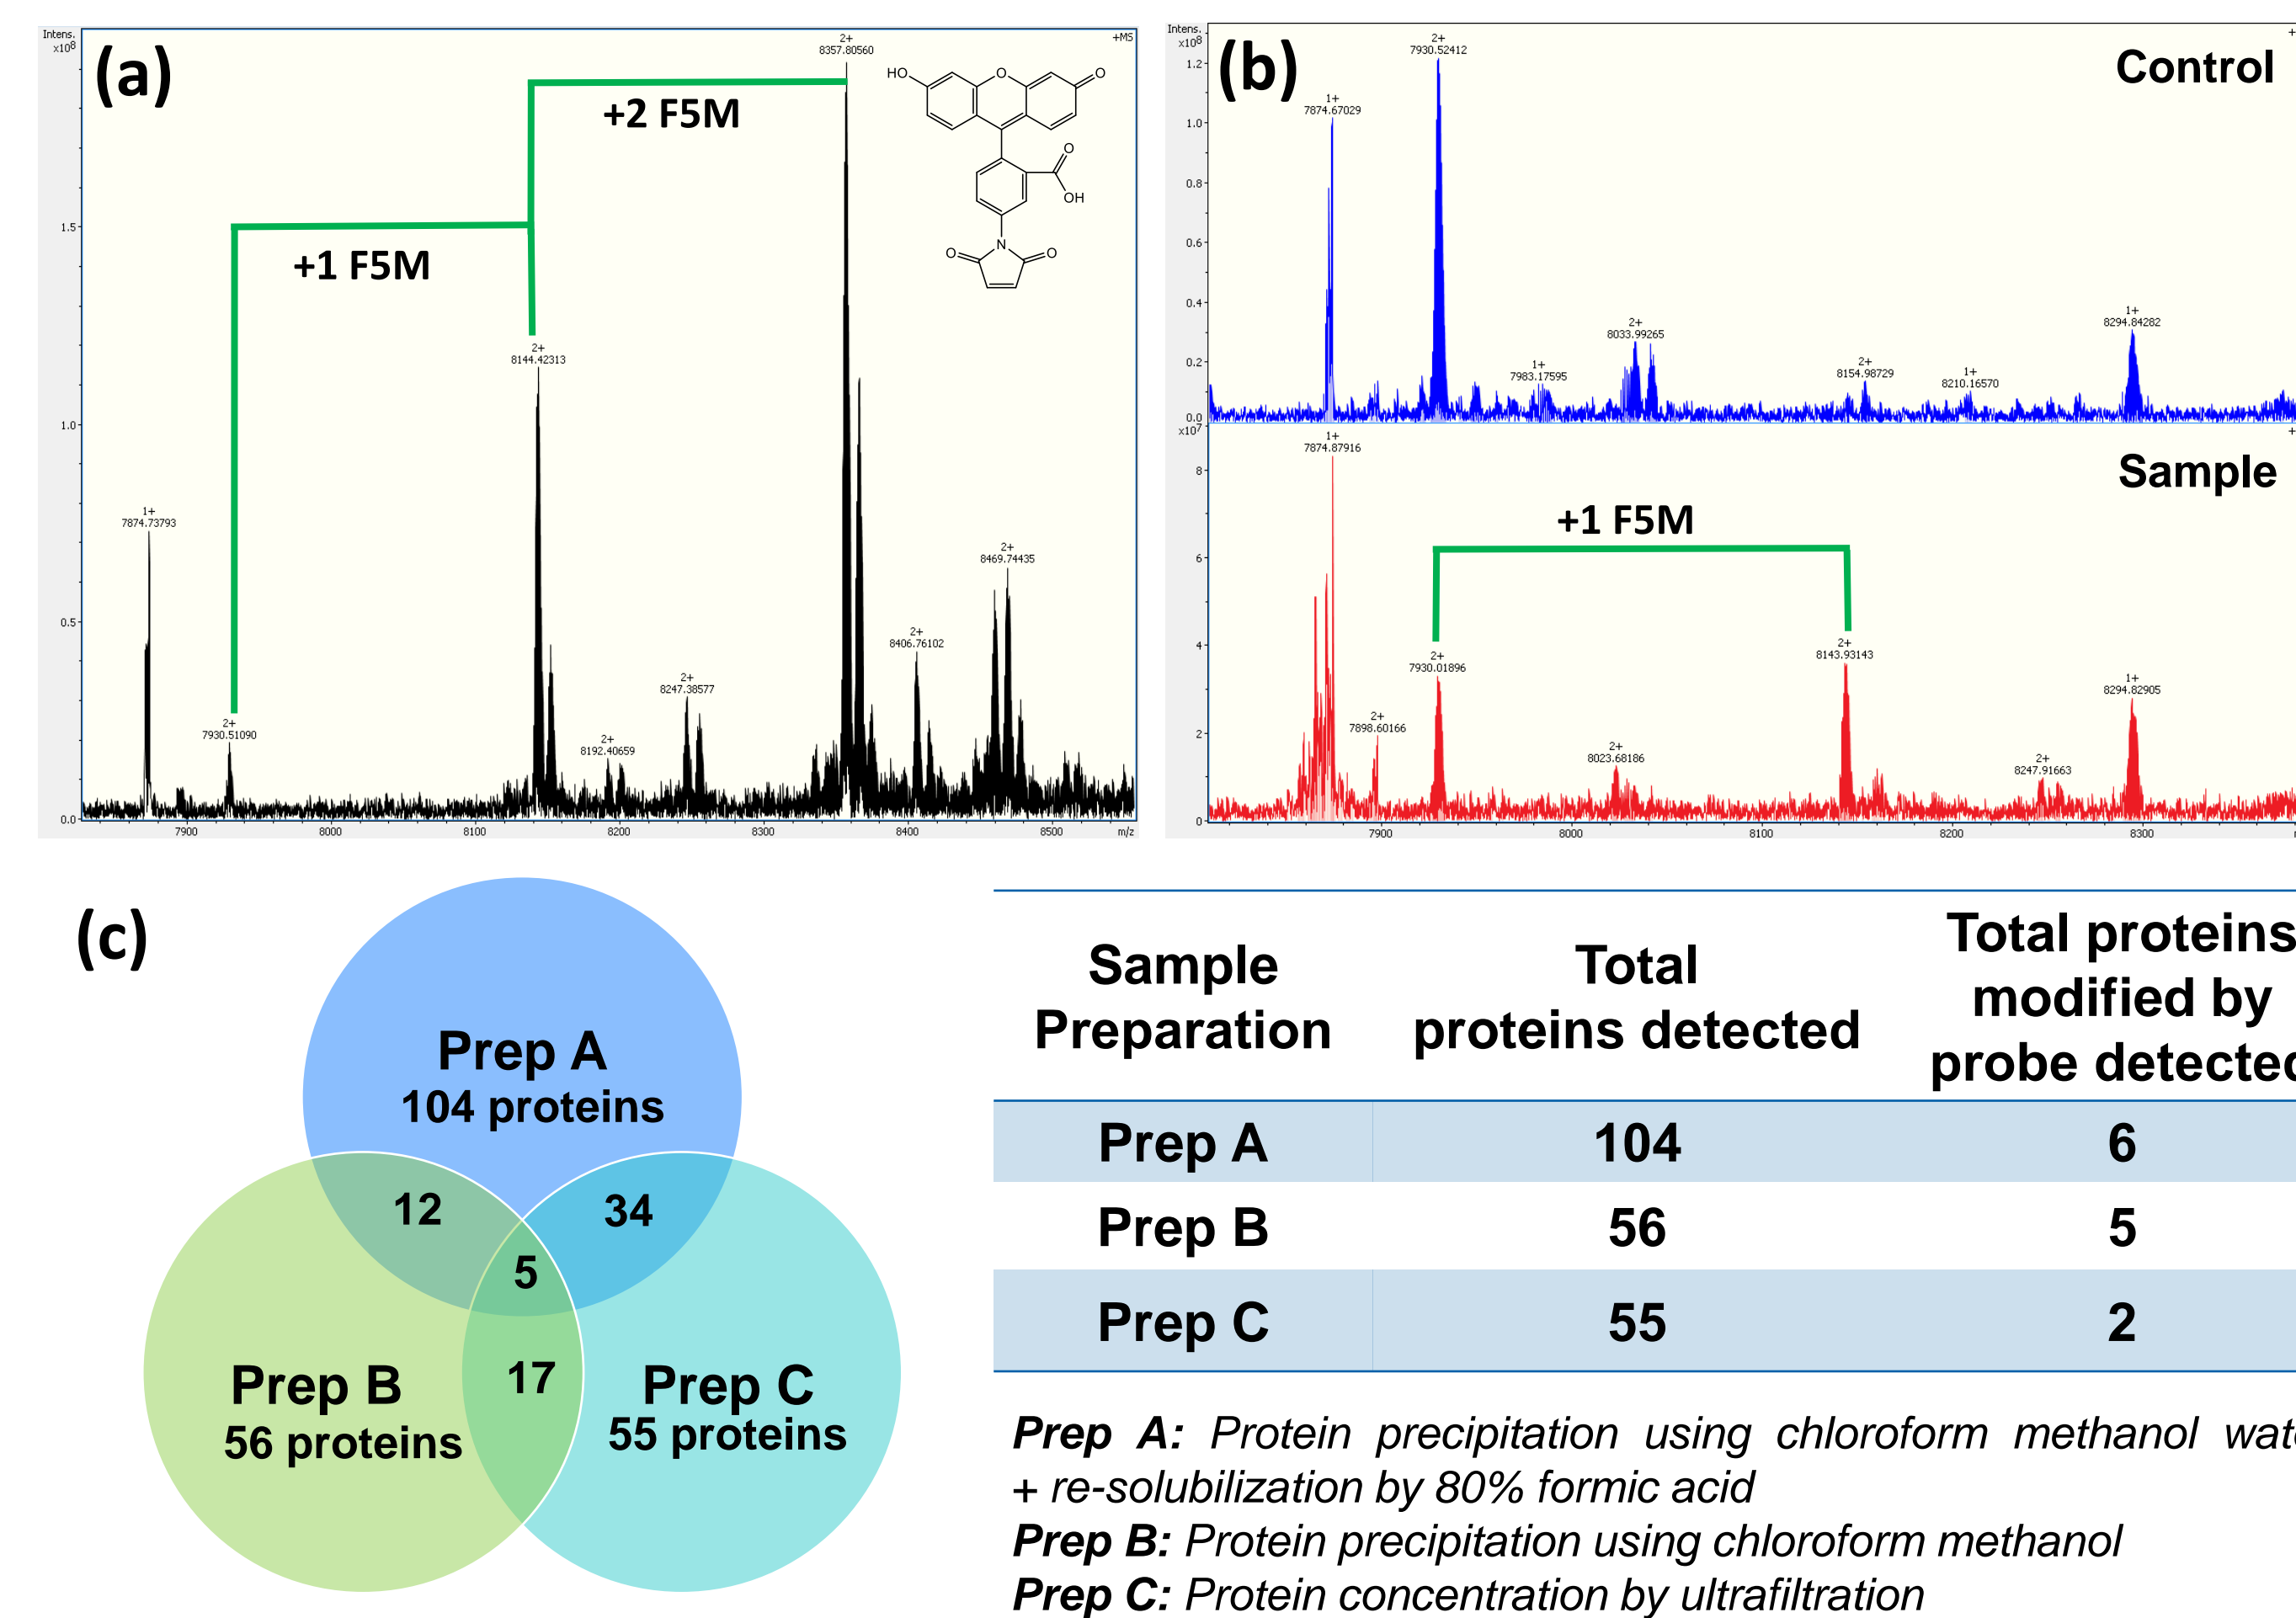 (a)
Intens.
x10^8
+MS
2+
8357.80560
+2 F5M
+1 F5M
HO
O
O
O
OH
N
O
O
1.5
1.0
0.5
0.0
2+
8144.42313
1+
7874.73793
2+
7930.51090
2+
8192.40659
2+
8247.38577
2+
8406.76102
2+
8469.74435
7900 8000 8100 8200 8300 8400 8500 m/z
(b)
Intens.
x10^8
Control
1.2
1.0
0.8
0.6
0.4
0.2
0.0
2+
7930.52412
1+
7874.67029
1+
7983.17595
2+
8033.99265
2+
8154.98729
1+
8210.16570
1+
8294.84282
x10^7
Sample
8
6
4
2
0
1+
7874.87916
+1 F5M
2+
7898.60166
2+
7930.01896
2+
8023.68186
2+
8143.93143
2+
8247.91663
1+
8294.82905
7900 8000 8100 8200 8300
(c)
Prep A
104 proteins
12
34
5
17
Prep B
56 proteins
Prep C
55 proteins
Sample Preparation
Total proteins detected
Total proteins modified by probe detected
Prep A 104 6
Prep B 56 5
Prep C 55 2
Prep A: Protein precipitation using chloroform methanol
+ re-solubilization by 80% formic acid
Prep B: Protein precipitation using chloroform methanol
Prep C: Protein concentration by ultrafiltration